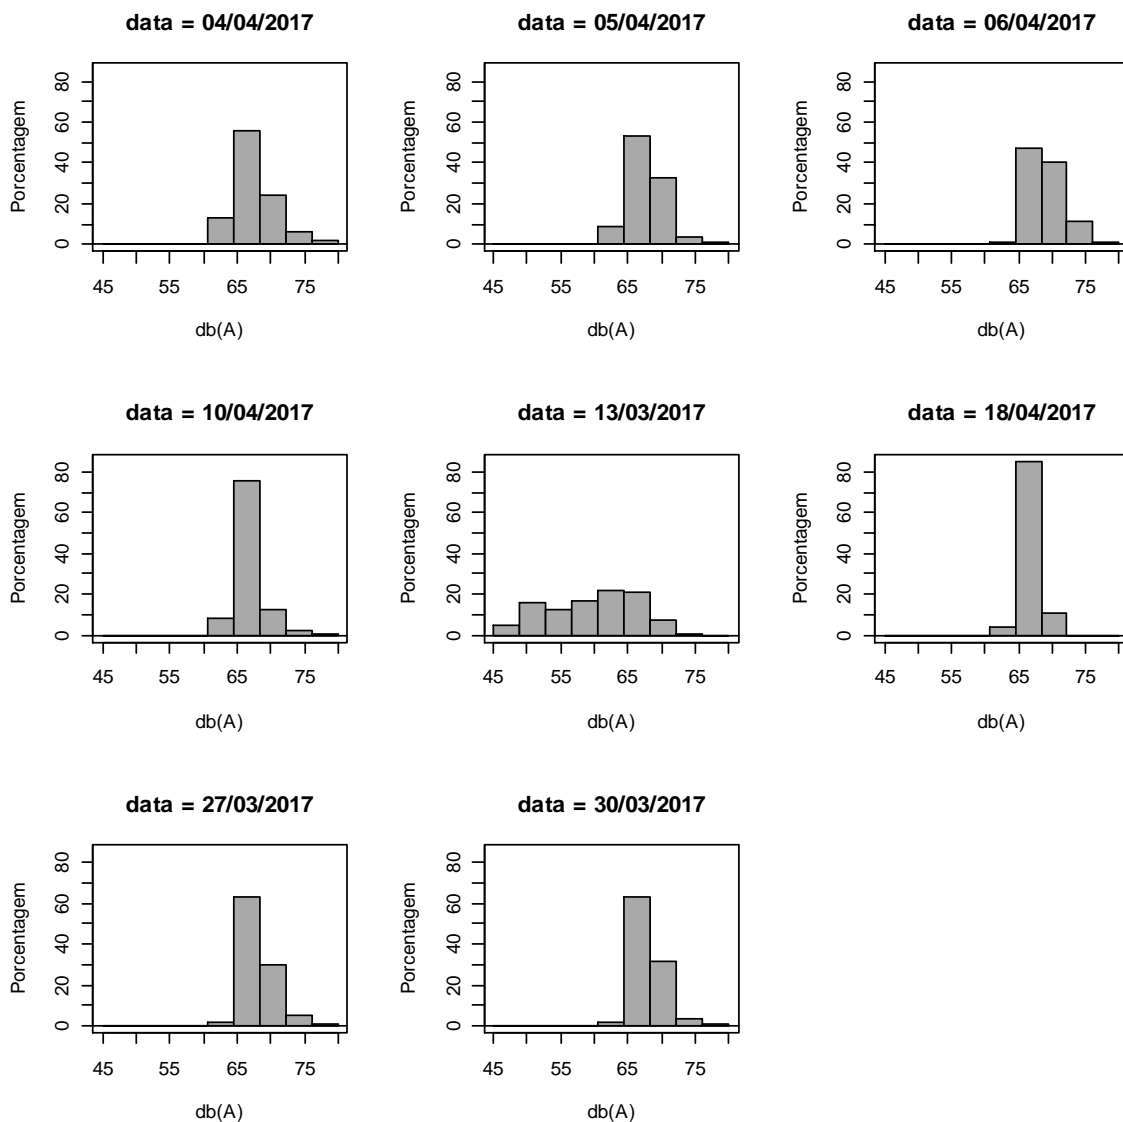 data = 04/04/2017
Porcentagem
80
60
40
20
0
45 55 65 75
db(A)
data = 05/04/2017
Porcentagem
80
60
40
20
0
45 55 65 75
db(A)
data = 06/04/2017
Porcentagem
80
60
40
20
0
45 55 65 75
db(A)
data = 10/04/2017
Porcentagem
80
60
40
20
0
45 55 65 75
db(A)
data = 13/03/2017
Porcentagem
80
60
40
20
0
45 55 65 75
db(A)
data = 18/04/2017
Porcentagem
80
60
40
20
0
45 55 65 75
db(A)
data = 27/03/2017
Porcentagem
80
60
40
20
0
45 55 65 75
db(A)
data = 30/03/2017
Porcentagem
80
60
40
20
0
45 55 65 75
db(A)